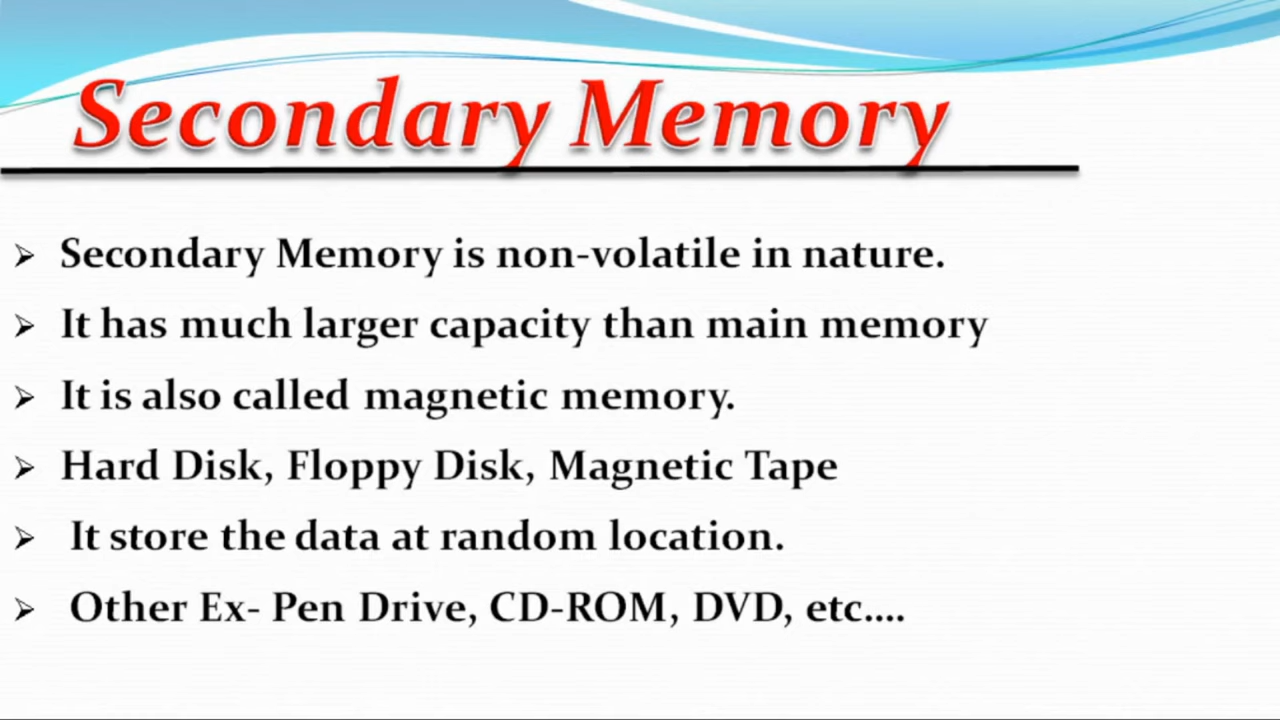 Secondary Memory
Secondary Memory is non-volatile in nature.
It has much larger capacity than main memory
It is also called magnetic memory.
Hard Disk, Floppy Disk, Magnetic Tape
It store the data at random location.
Other Ex- Pen Drive, CD-ROM, DVD, etc....